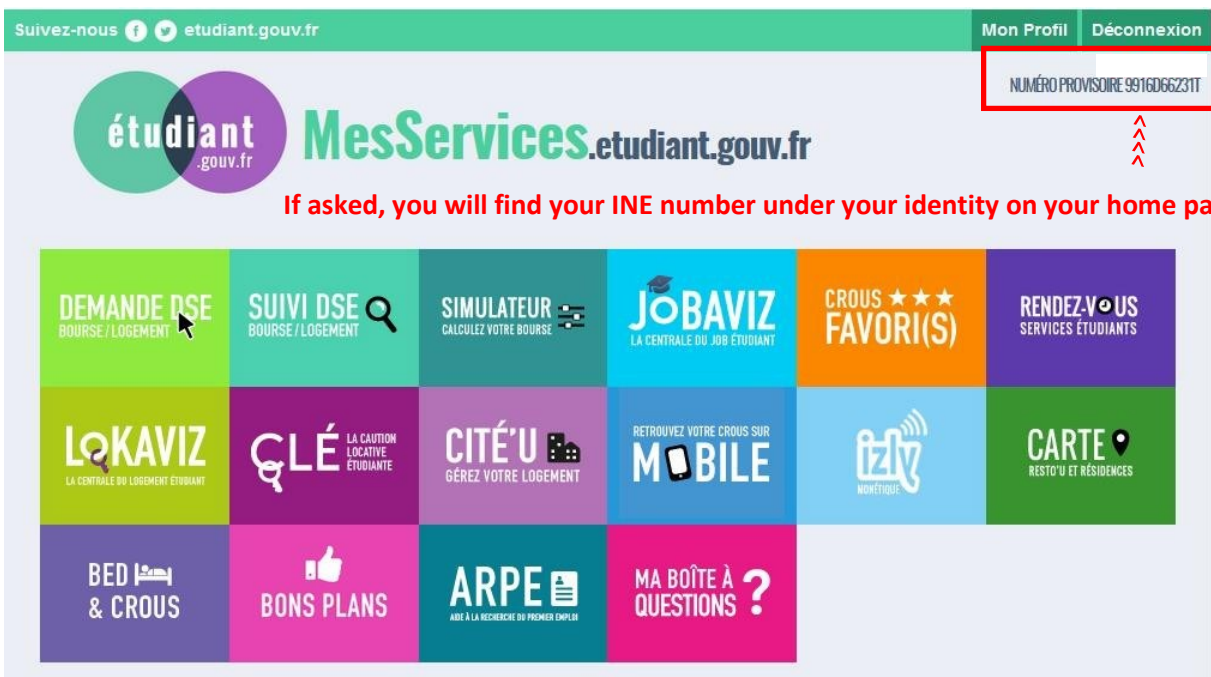 Suivez-nous etudiant.gouv.fr
Mon Profil Déconnexion
NUMÉRO PROVISOIRE 9916D66231T
étudiant
.gouv.fr
MesServices.etudiant.gouv.fr
If asked, you will find your INE number under your identity on your home pa
DEMANDE DSE
BOURSE / LOGEMENT
SUIVI DSE
BOURSE / LOGEMENT
SIMULATEUR
CALCULEZ VOTRE BOURSE
JOBAVIZ
LA CENTRALE DU JOB ÉTUDIANT
CROUS ★★★
FAVORI(S)
RENDEZ-VOUS
SERVICES ÉTUDIANTS
LOKAVIZ
LA CENTRALE DU LOGEMENT ÉTUDIANT
CLÉ
LA CAUTION
LOCATIVE
ÉTUDIANTE
CITÉ'U
GÉREZ VOTRE LOGEMENT
RETROUVEZ VOTRE CROUS SUR
MOBILE
izly
MONÉTIQUE
CARTE
RESTO'U ET RÉSIDENCES
BED
& CROUS
BONS PLANS
ARPE
AIDE À LA RECHERCHE DU PREMIER EMPLOI
MA BOÎTE À
QUESTIONS ?